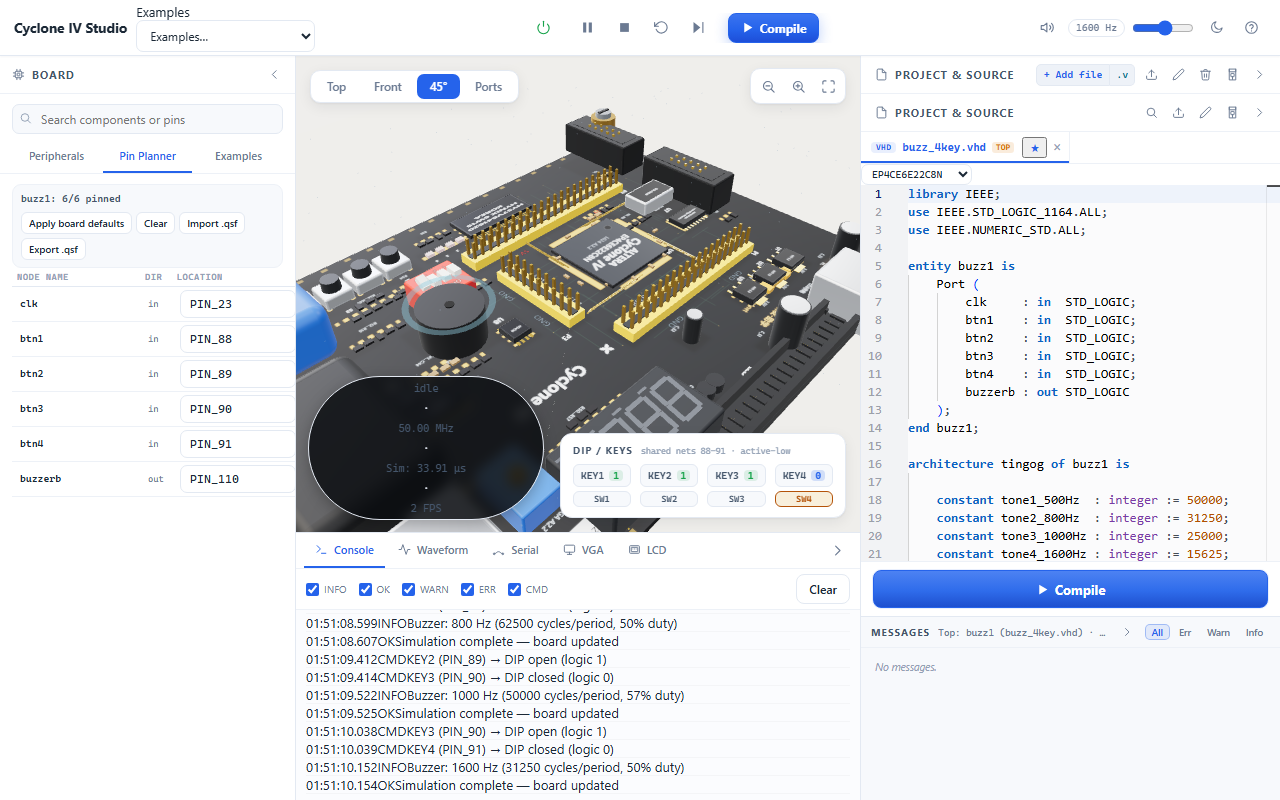 Cyclone IV Studio
Examples
Examples...
Compile
1600 Hz
BOARD
Search components or pins
Peripherals
Pin Planner
Examples
buzz1: 6/6 pinned
Apply board defaults
Clear
Import .qsf
Export .qsf
NODE NAME DIR LOCATION
clk in PIN_23
btn1 in PIN_88
btn2 in PIN_89
btn3 in PIN_90
btn4 in PIN_91
buzzerb out PIN_110
Top
Front
45°
Ports
ALTERA
Cyclone IV
Cyclone
GND
idle
·
50.00 MHz
·
Sim: 33.91 µs
·
2 FPS
DIP / KEYS shared nets 88–91 · active-low
KEY1 1
KEY2 1
KEY3 1
KEY4 0
SW1
SW2
SW3
SW4
Console
Waveform
Serial
VGA
LCD
INFO
OK
WARN
ERR
CMD
Clear
01:51:08.599INFOBuzzer: 800 Hz (62500 cycles/period, 50% duty)
01:51:08.607OKSimulation complete — board updated
01:51:09.412CMDKEY2 (PIN_89) → DIP open (logic 1)
01:51:09.414CMDKEY3 (PIN_90) → DIP closed (logic 0)
01:51:09.522INFOBuzzer: 1000 Hz (50000 cycles/period, 57% duty)
01:51:09.525OKSimulation complete — board updated
01:51:10.038CMDKEY3 (PIN_90) → DIP open (logic 1)
01:51:10.039CMDKEY4 (PIN_91) → DIP closed (logic 0)
01:51:10.152INFOBuzzer: 1600 Hz (31250 cycles/period, 50% duty)
01:51:10.154OKSimulation complete — board updated
PROJECT & SOURCE
+ Add file .v
PROJECT & SOURCE
VHD buzz_4key.vhd TOP ★ ×
EP4CE6E22C8N
1 library IEEE;
2 use IEEE.STD_LOGIC_1164.ALL;
3 use IEEE.NUMERIC_STD.ALL;
4
5 entity buzz1 is
6 Port (
7 clk : in STD_LOGIC;
8 btn1 : in STD_LOGIC;
9 btn2 : in STD_LOGIC;
10 btn3 : in STD_LOGIC;
11 btn4 : in STD_LOGIC;
12 buzzerb : out STD_LOGIC
13 );
14 end buzz1;
15
16 architecture tingog of buzz1 is
17
18 constant tone1_500Hz : integer := 50000;
19 constant tone2_800Hz : integer := 31250;
20 constant tone3_1000Hz : integer := 25000;
21 constant tone4_1600Hz : integer := 15625;
Compile
MESSAGES Top: buzz1 (buzz_4key.vhd) · …
All
Err
Warn
Info
No messages.